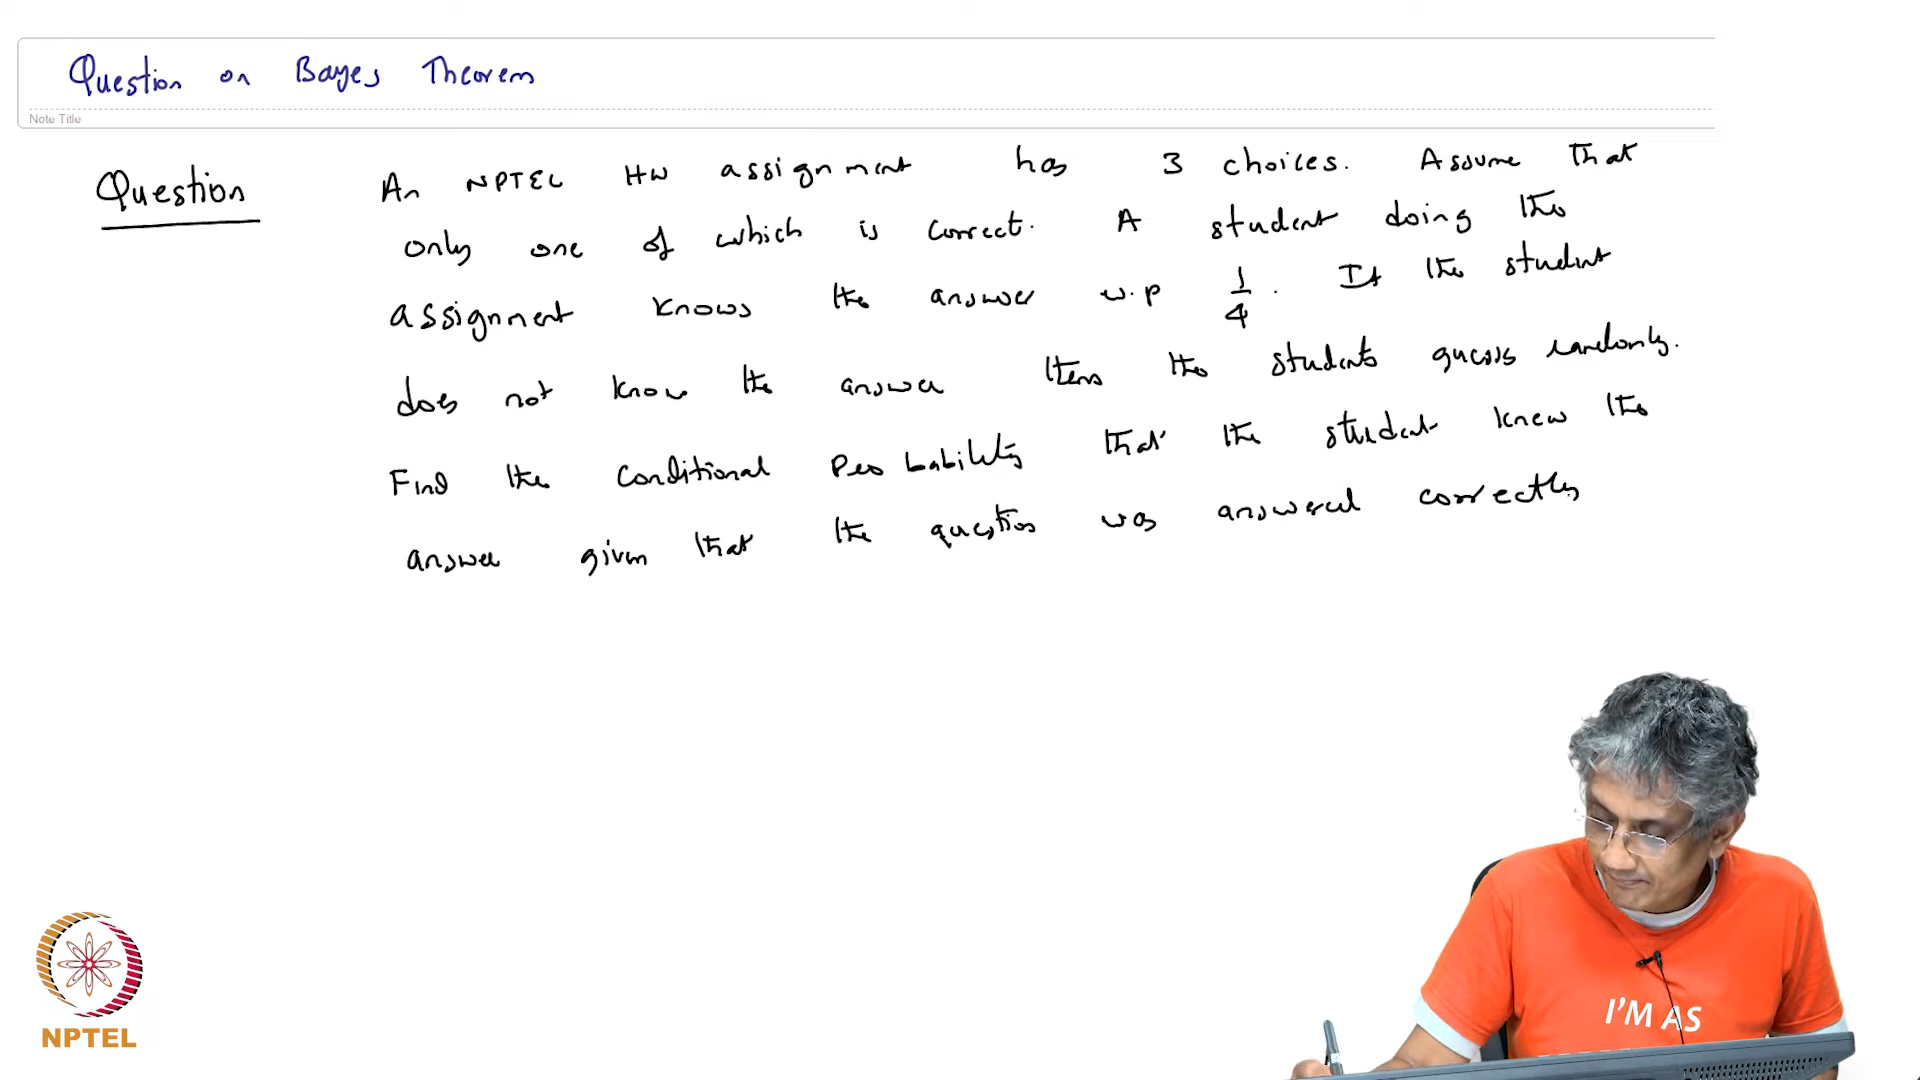 Question on Bayes Theorem
Note Title
Question An NPTEL HW assignment has 3 choices. Assume that
only one of which is correct. A student doing the
assignment knows the answer w.p 1/4. If the student
does not know the answer then the students guess randomly.
Find the conditional Probability that the student knew the
answer given that the question was answered correctly
I'M AS
NPTEL